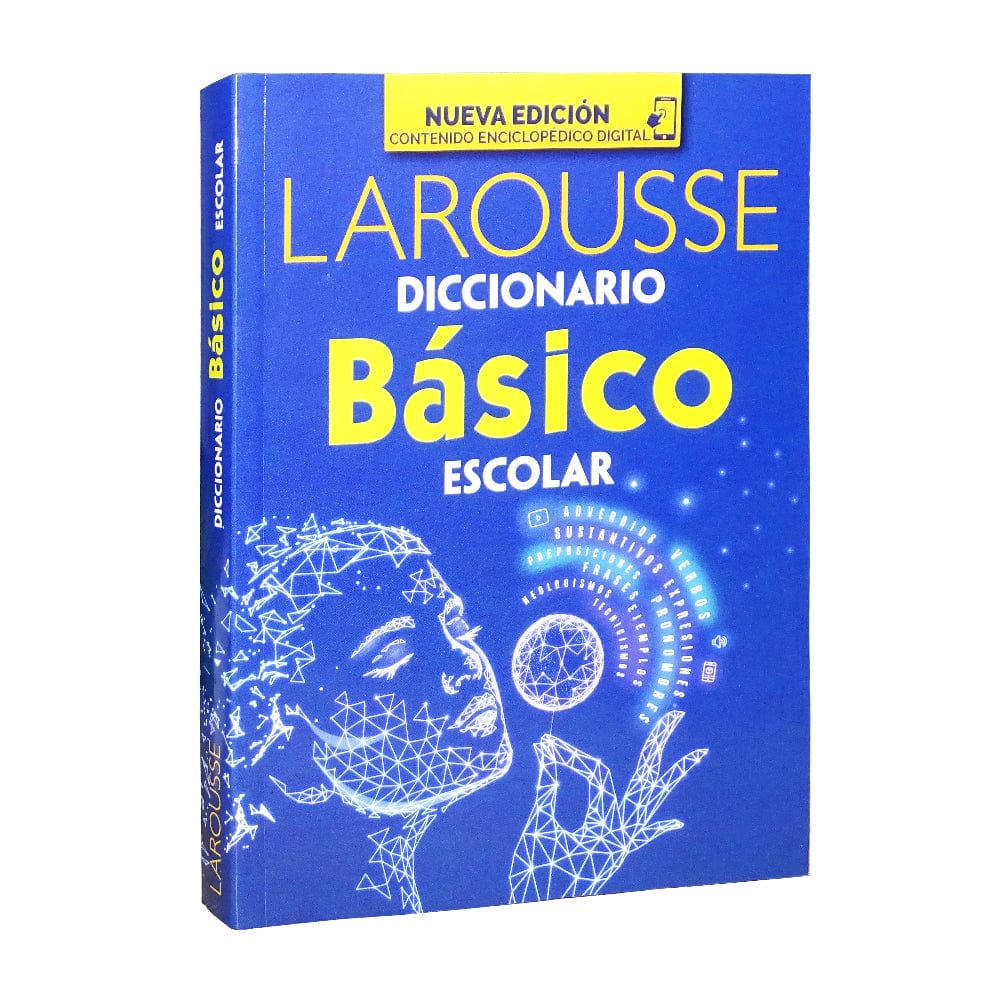 NUEVA EDICIÓN
CONTENIDO ENCICLOPÉDICO DIGITAL
LAROUSSE
DICCIONARIO
Básico
ESCOLAR
ADVERBIOS VERBOS
SUSTANTIVOS EXPRESIONES
PREPOSICIONES PRONOMBRES
FRASES EJEMPLOS
NEOLOGISMOS TECNICISMOS
LAROUSSE DICCIONARIO Básico ESCOLAR